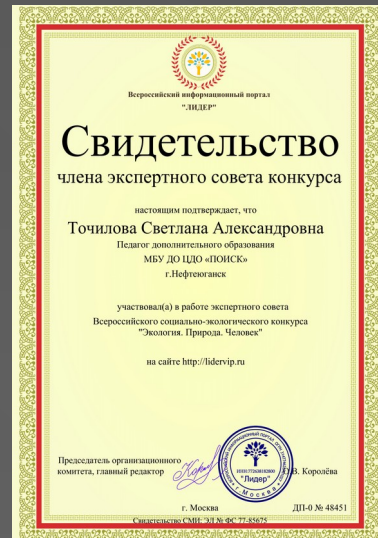 Всероссийский информационный портал
"ЛИДЕР"
Свидетельство
члена экспертного совета конкурса
настоящим подтверждает, что
Точилова Светлана Александровна
Педагог дополнительного образования
МБУ ДО ЦДО «ПОИСК»
г.Нефтеюганск
участвовал(а) в работе экспертного совета
Всероссийского социально-экологического конкурса
"Экология. Природа. Человек"
на сайте http://lidervip.ru
Председатель организационного
комитета, главный редактор
В. Королёва
"Лидер"
г. Москва
г. Москва
ДП-0 № 48451
Свидетельство СМИ: ЭЛ № ФС 77-85675